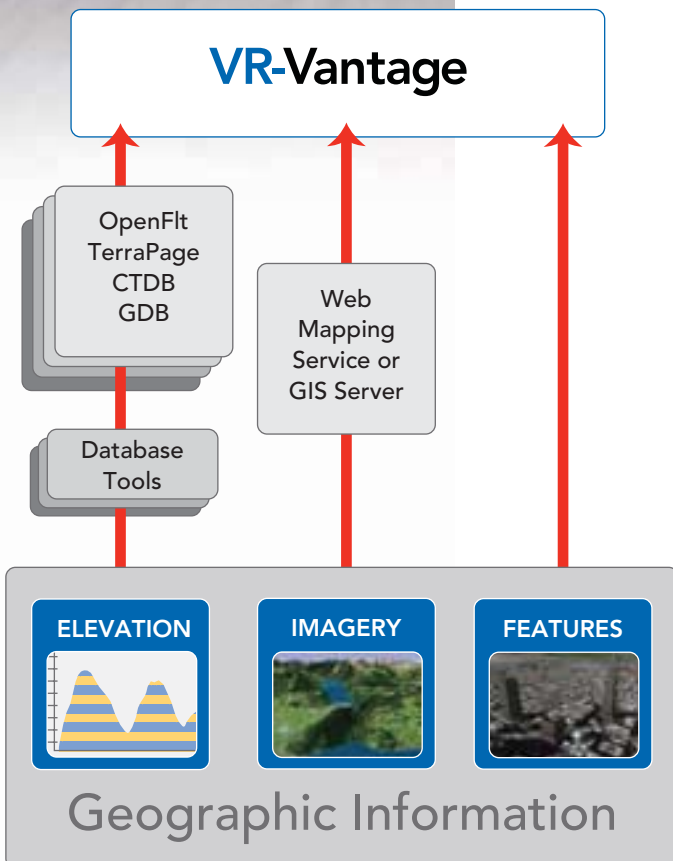 VR-Vantage
OpenFlt
TerraPage
CTDB
GDB
Web
Mapping
Service or
GIS Server
Database
Tools
ELEVATION
IMAGERY
FEATURES
Geographic Information